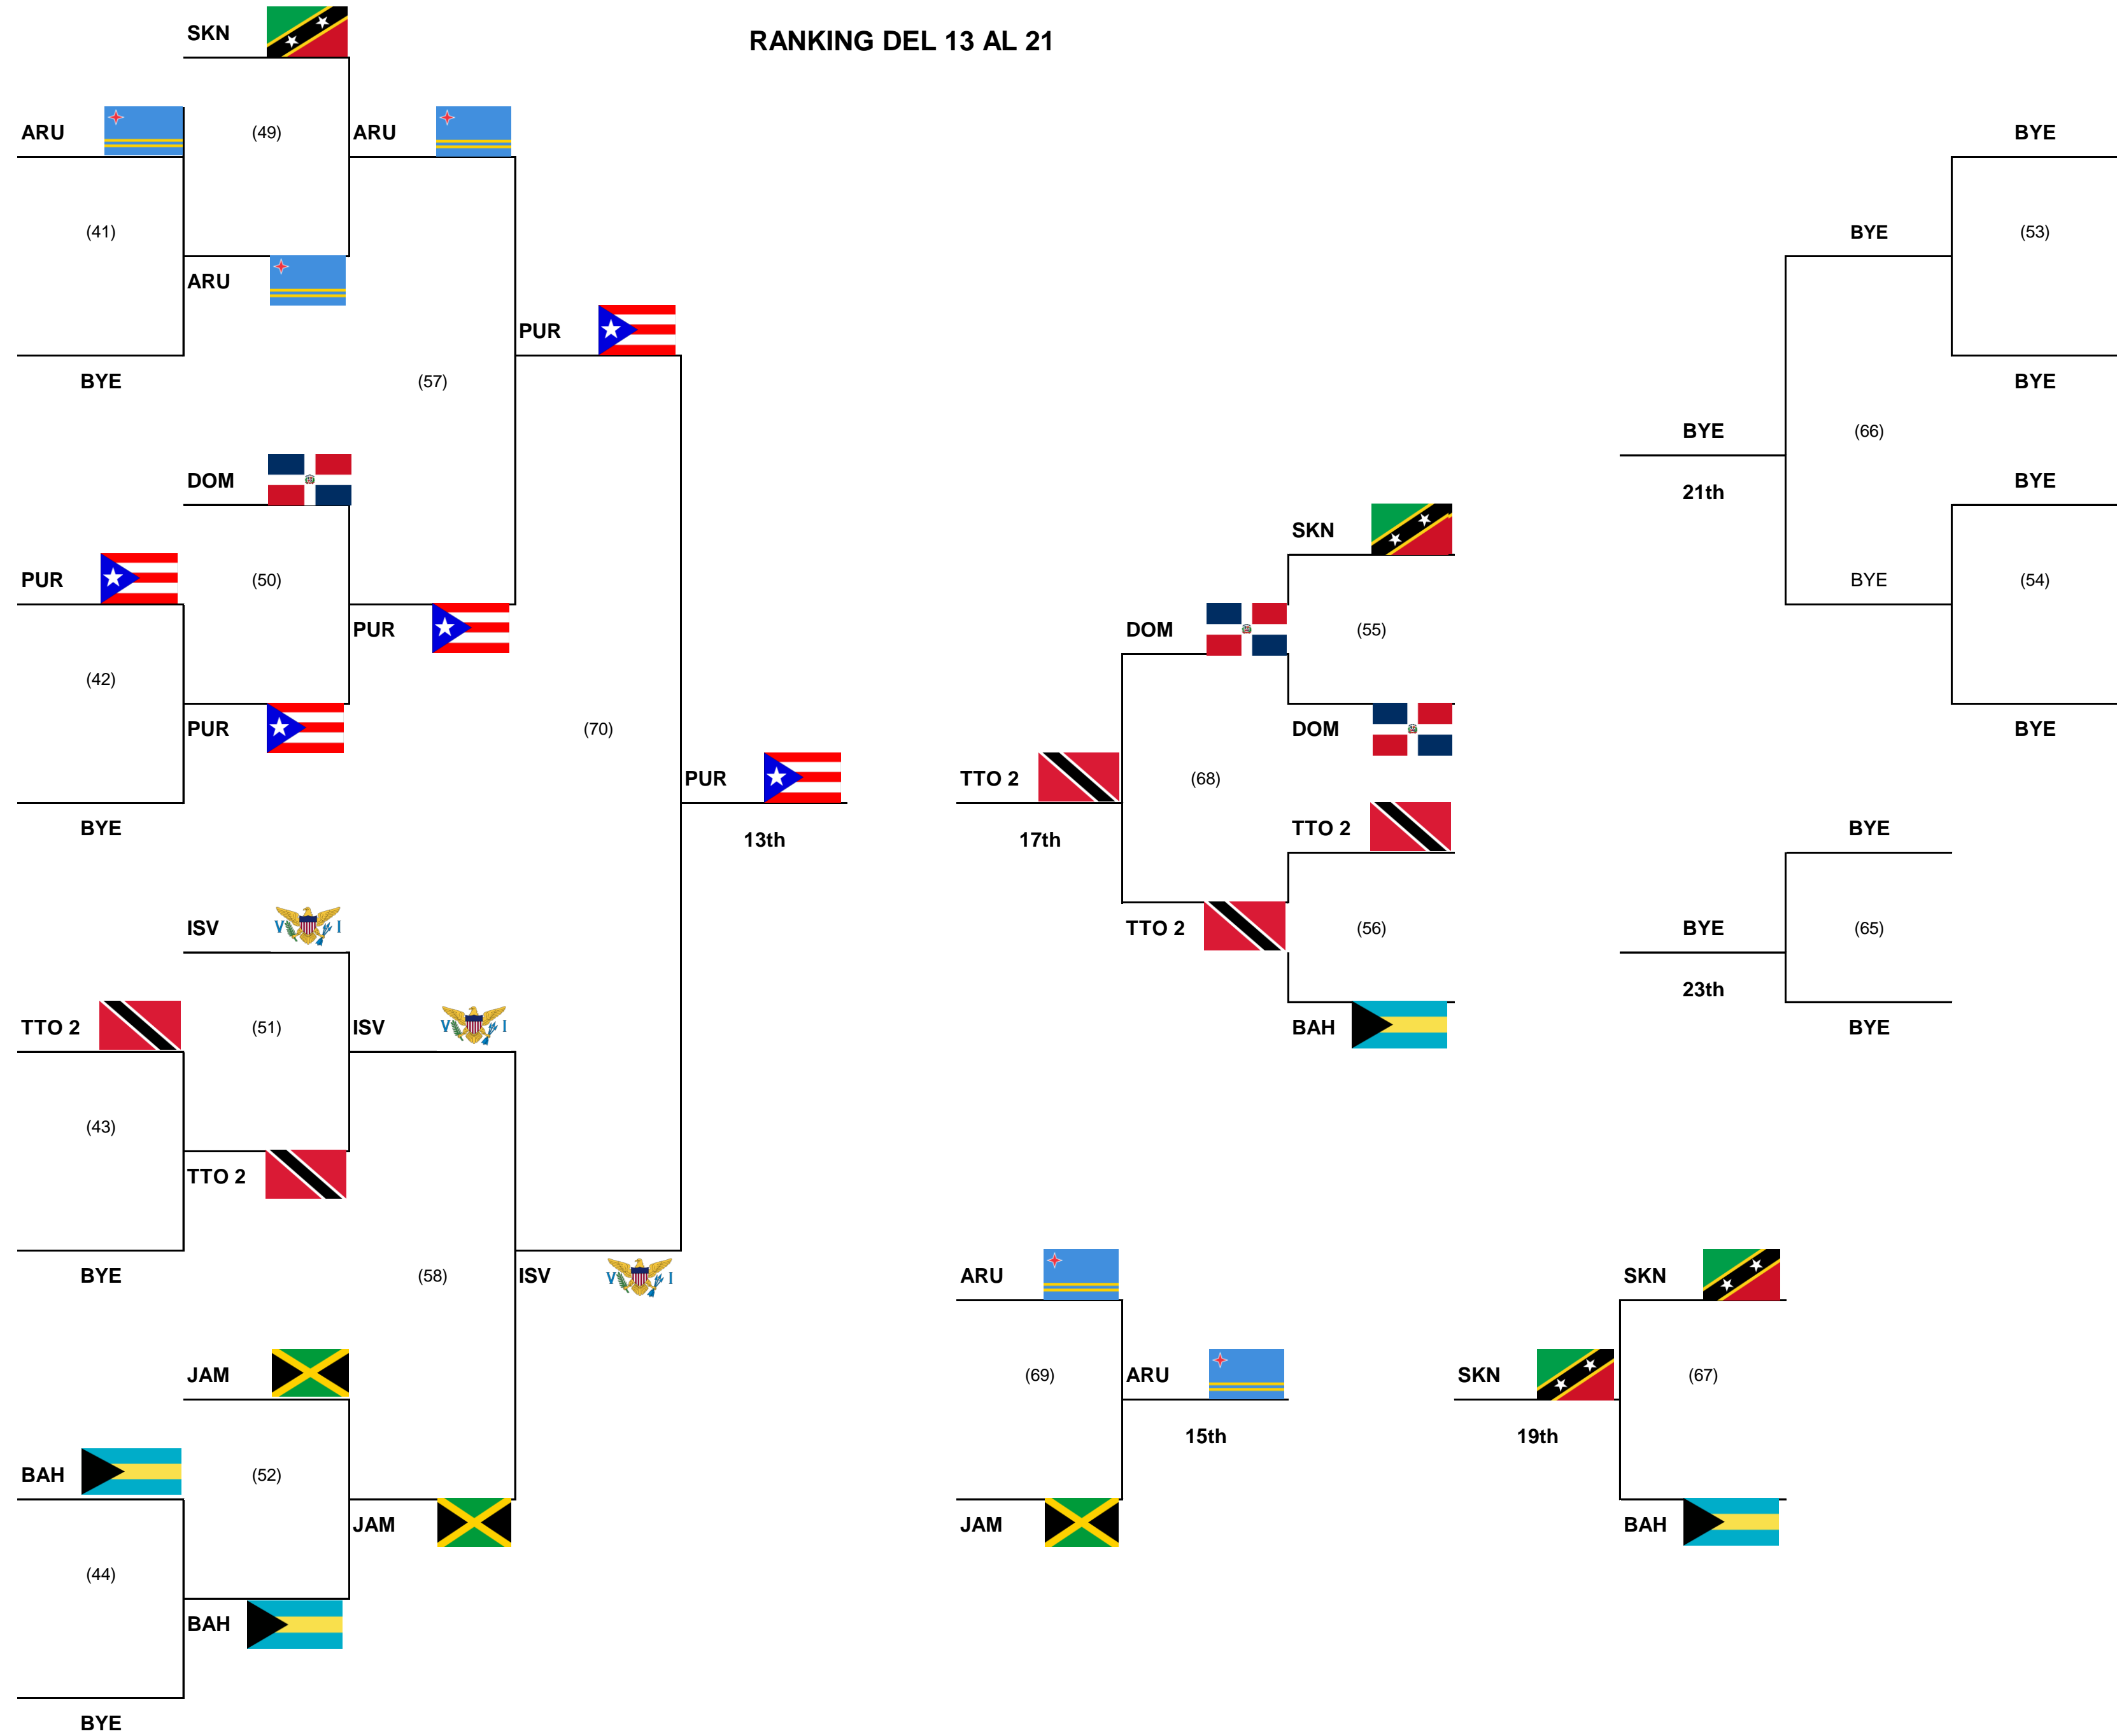 RANKING DEL 13 AL 21
SKN
ARU
(49)
ARU
(41)
ARU
BYE
PUR
(57)
DOM
PUR
(50)
PUR
(42)
PUR
BYE
(70)
PUR
13th
ISV
TTO 2
(51)
ISV
(43)
TTO 2
BYE
(58)
ISV
JAM
BAH
(52)
JAM
(44)
BAH
BYE
SKN
DOM
(55)
DOM
TTO 2
17th
(68)
TTO 2
TTO 2
(56)
BAH
BYE
BYE
(53)
BYE
BYE
21th
(66)
BYE
BYE
(54)
BYE
BYE
BYE
(65)
23th
BYE
ARU
(69)
ARU
15th
JAM
SKN
SKN
(67)
19th
BAH
V I
V I
V I